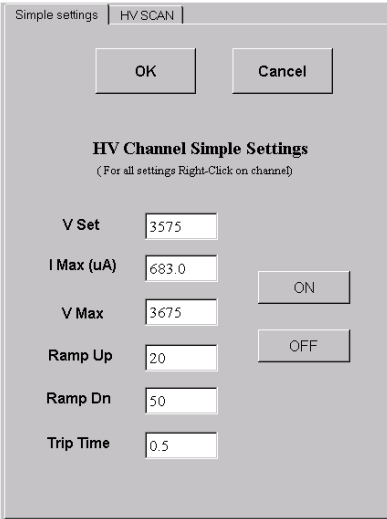 Simple settings HV SCAN
OK Cancel
HV Channel Simple Settings
( For all settings Right-Click on channel)
V Set 3575
I Max (uA) 683.0
ON
V Max 3675
OFF
Ramp Up 20
Ramp Dn 50
Trip Time 0.5